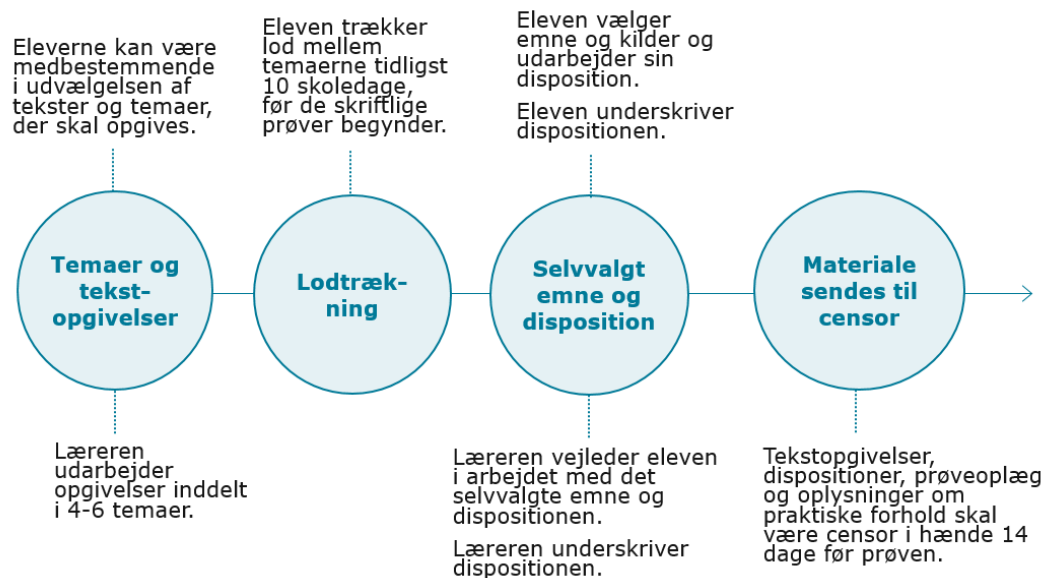 Eleverne kan være
medbestemmende
i udvælgelsen af
tekster og temaer,
der skal opgives.
Eleven trækker
lod mellem
temaerne tidligst
10 skoledage,
før de skriftlige
prøver begynder.
Eleven vælger
emne og kilder og
udarbejder sin
disposition.
Eleven underskriver
dispositionen.
Temaer og
tekst-
opgivelser
Lodtræk-
ning
Selvvalgt
emne og
disposition
Materiale
sendes til
censor
Læreren
udarbejder
opgivelser inddelt
i 4-6 temaer.
Læreren vejleder eleven
i arbejdet med det
selvvalgte emne og
dispositionen.
Læreren underskriver
dispositionen.
Tekstopgivelser,
dispositioner, prøveoplæg
og oplysninger om
praktiske forhold skal
være censor i hænde 14
dage før prøven.